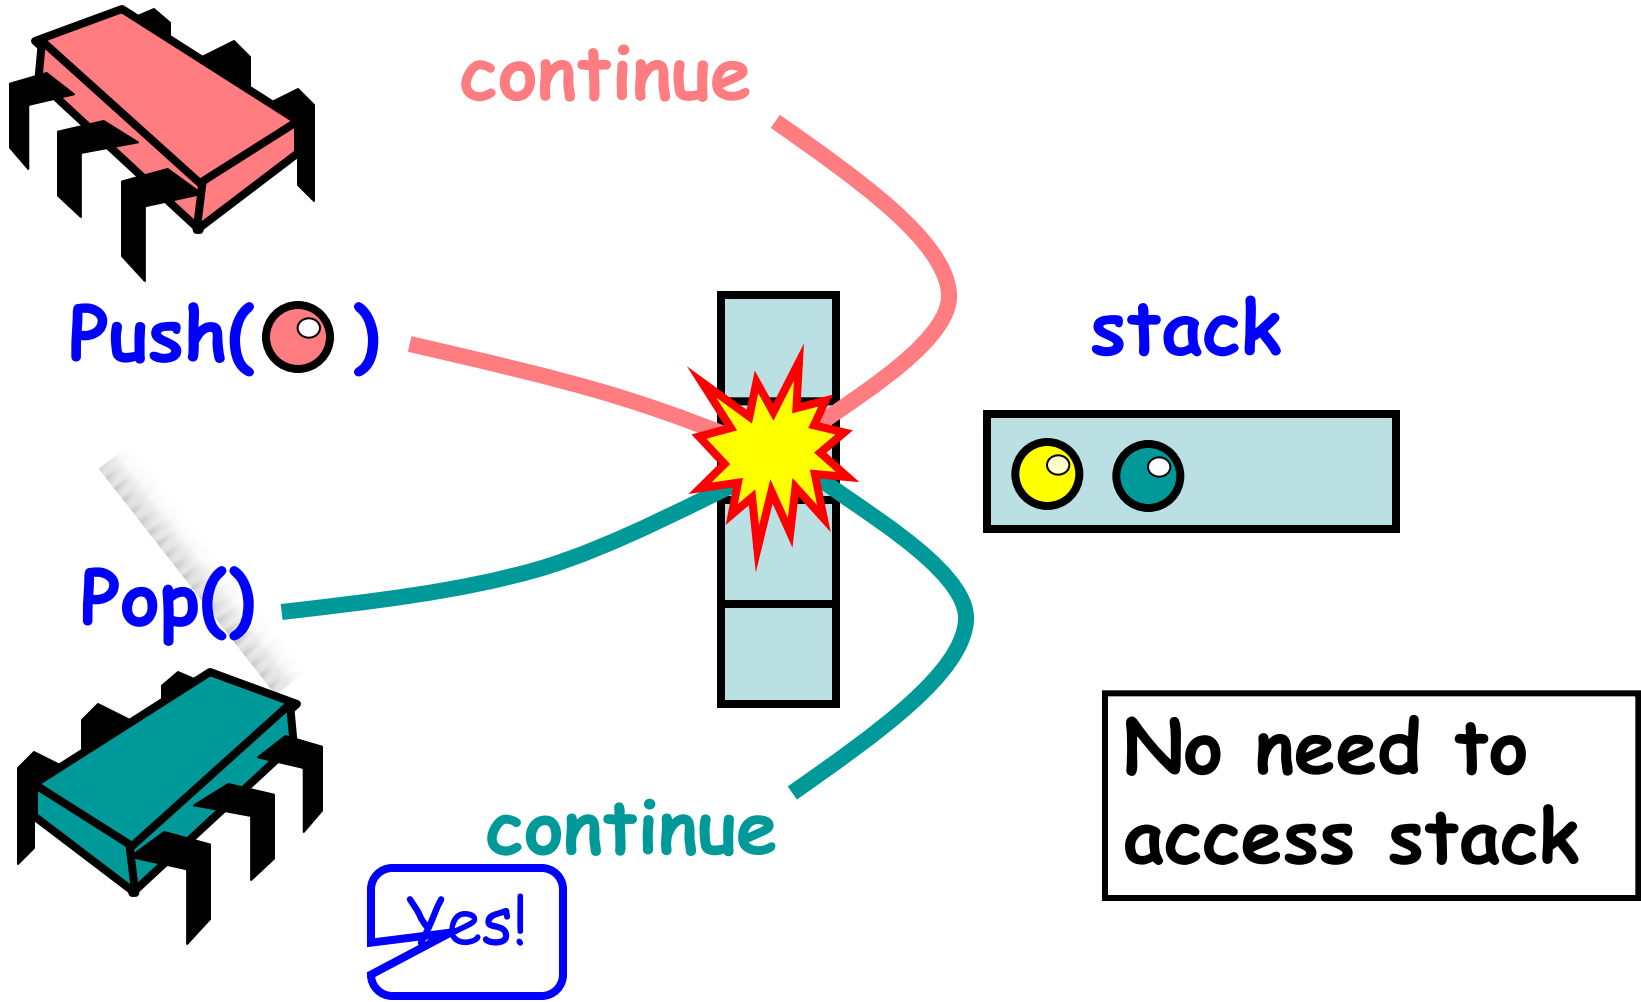 continue
Push( )
stack
Pop()
No need to
access stack
continue
Yes!